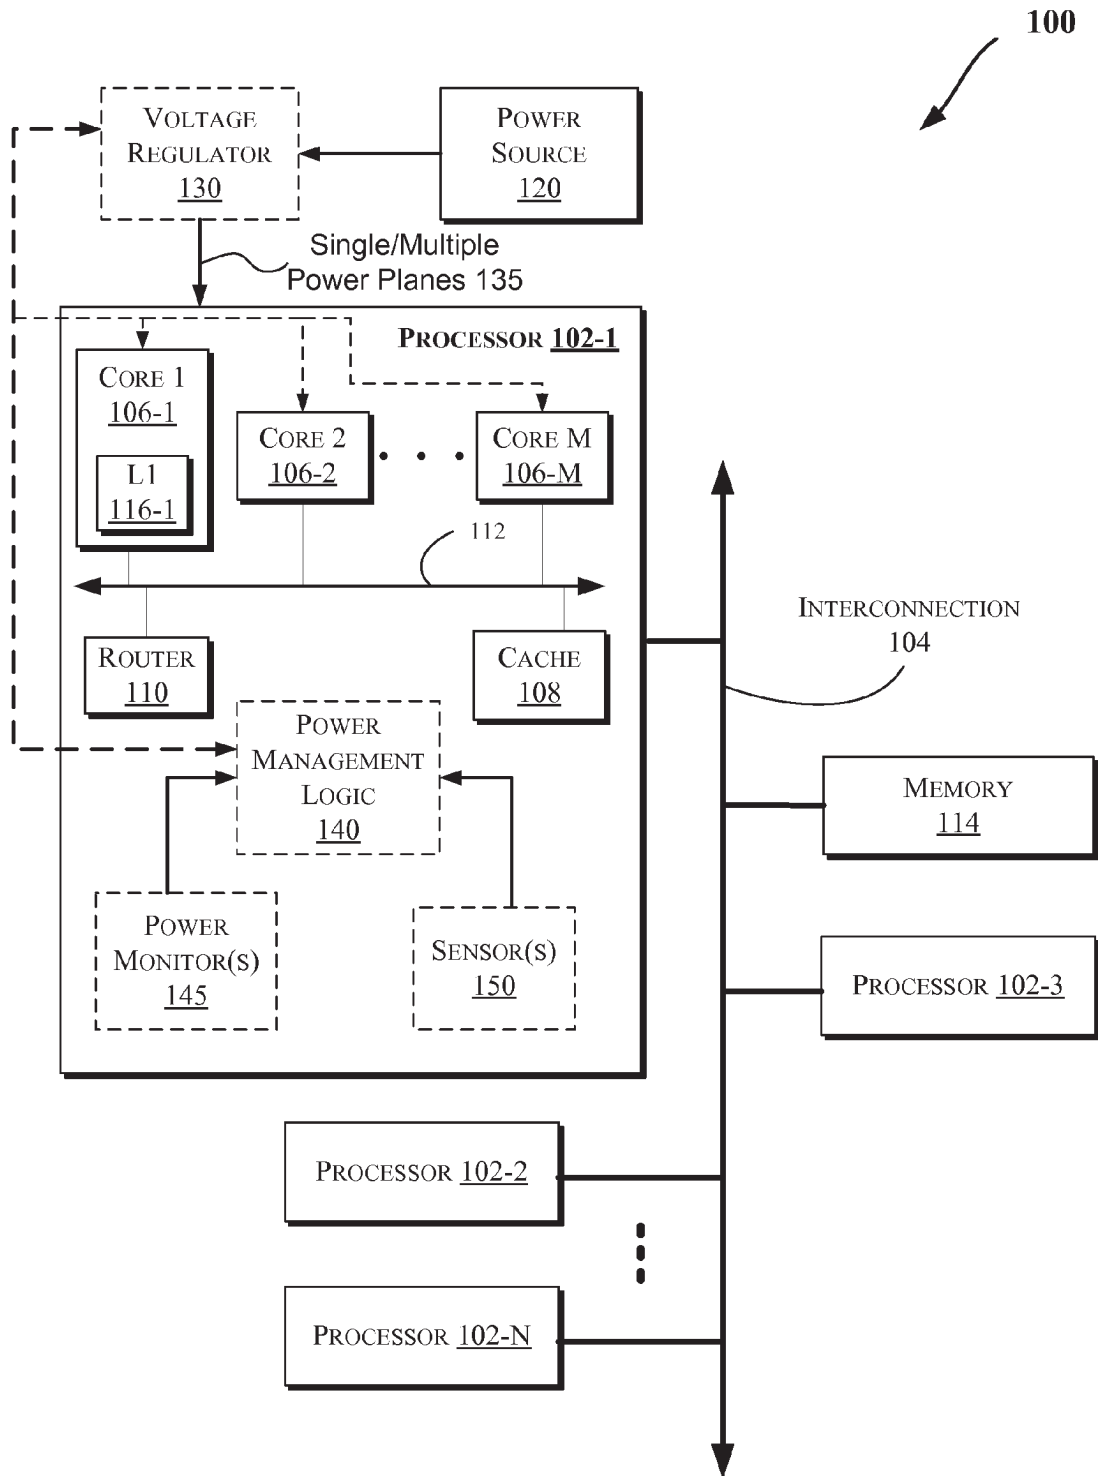 100
VOLTAGE
REGULATOR
130
POWER
SOURCE
120
Single/Multiple
Power Planes 135
PROCESSOR 102-1
CORE 1
106-1
L1
116-1
CORE 2
106-2
CORE M
106-M
112
ROUTER
110
CACHE
108
POWER
MANAGEMENT
LOGIC
140
POWER
MONITOR(S)
145
SENSOR(S)
150
INTERCONNECTION
104
MEMORY
114
PROCESSOR 102-3
PROCESSOR 102-2
PROCESSOR 102-N